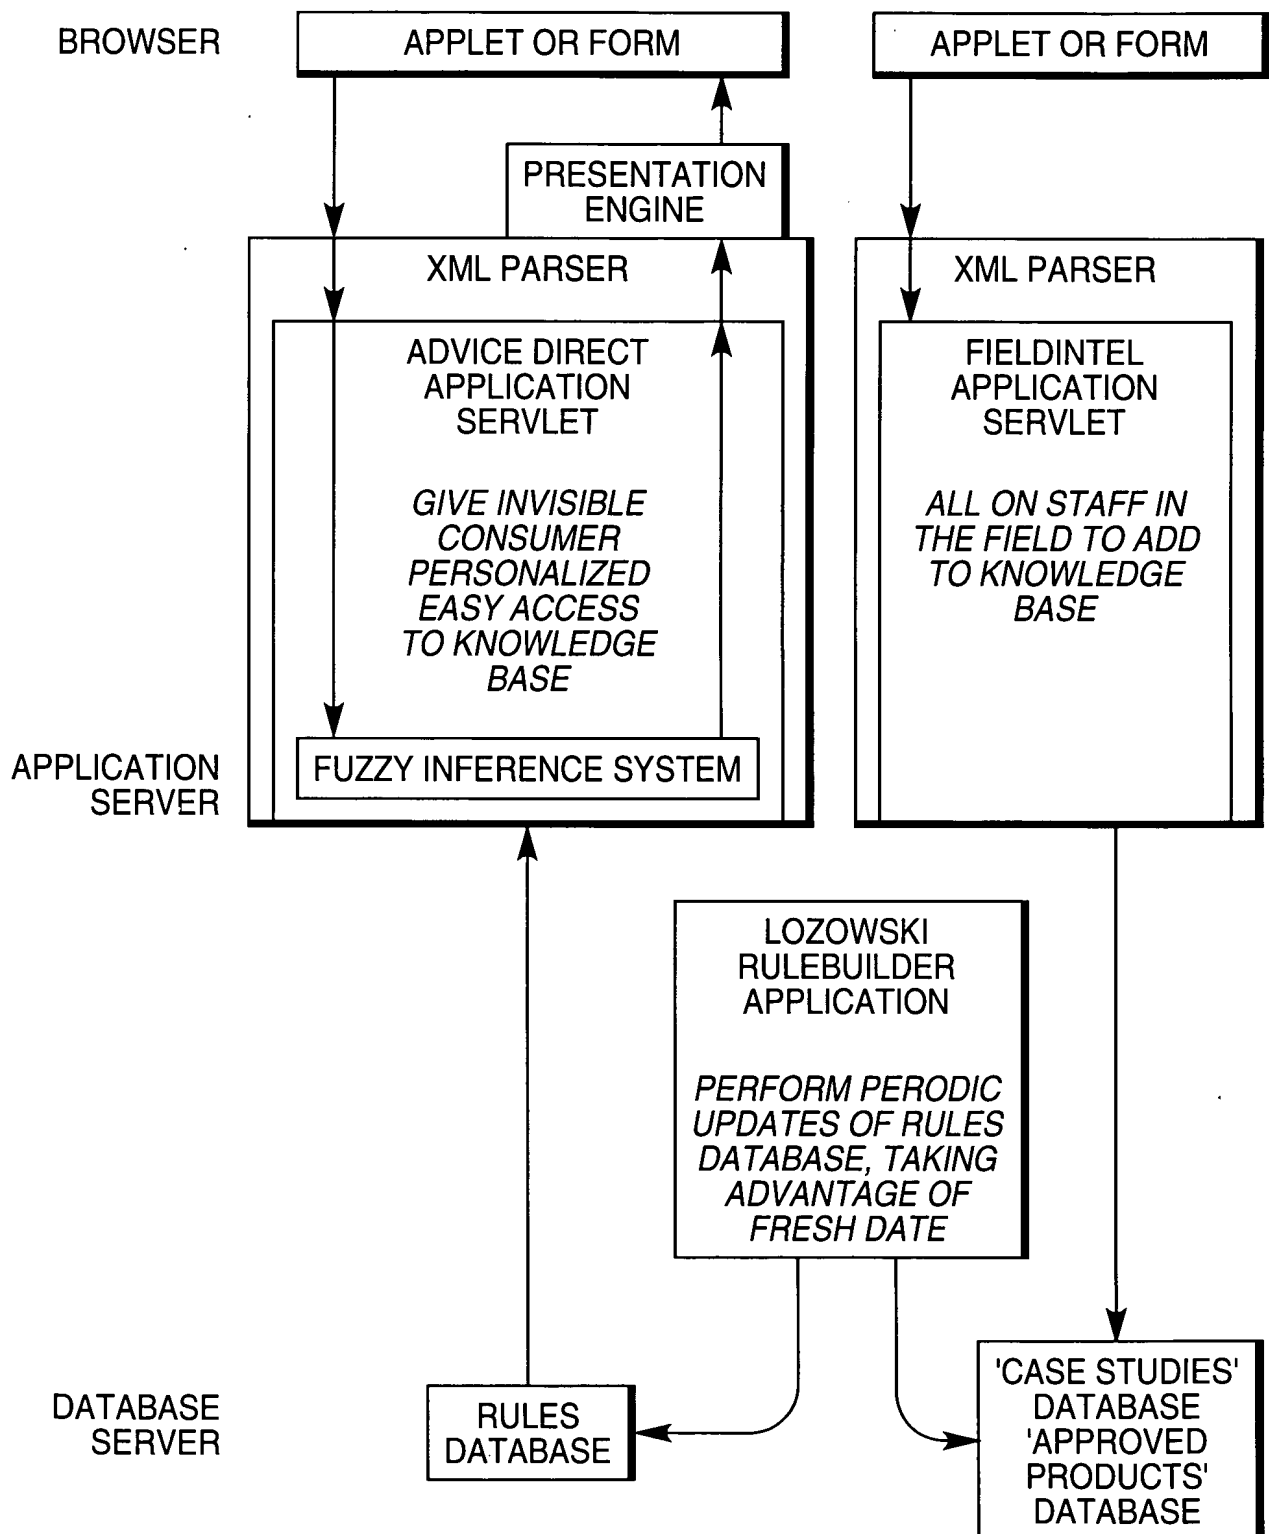 BROWSER
APPLET OR FORM
APPLET OR FORM
PRESENTATION
ENGINE
XML PARSER
XML PARSER
ADVICE DIRECT
APPLICATION
SERVLET
GIVE INVISIBLE
CONSUMER
PERSONALIZED
EASY ACCESS
TO KNOWLEDGE
BASE
FIELDINTEL
APPLICATION
SERVLET
ALL ON STAFF IN
THE FIELD TO ADD
TO KNOWLEDGE
BASE
APPLICATION
SERVER
FUZZY INFERENCE SYSTEM
LOZOWSKI
RULEBUILDER
APPLICATION
PERFORM PERODIC
UPDATES OF RULES
DATABASE, TAKING
ADVANTAGE OF
FRESH DATE
DATABASE
SERVER
RULES
DATABASE
'CASE STUDIES'
DATABASE
'APPROVED
PRODUCTS'
DATABASE